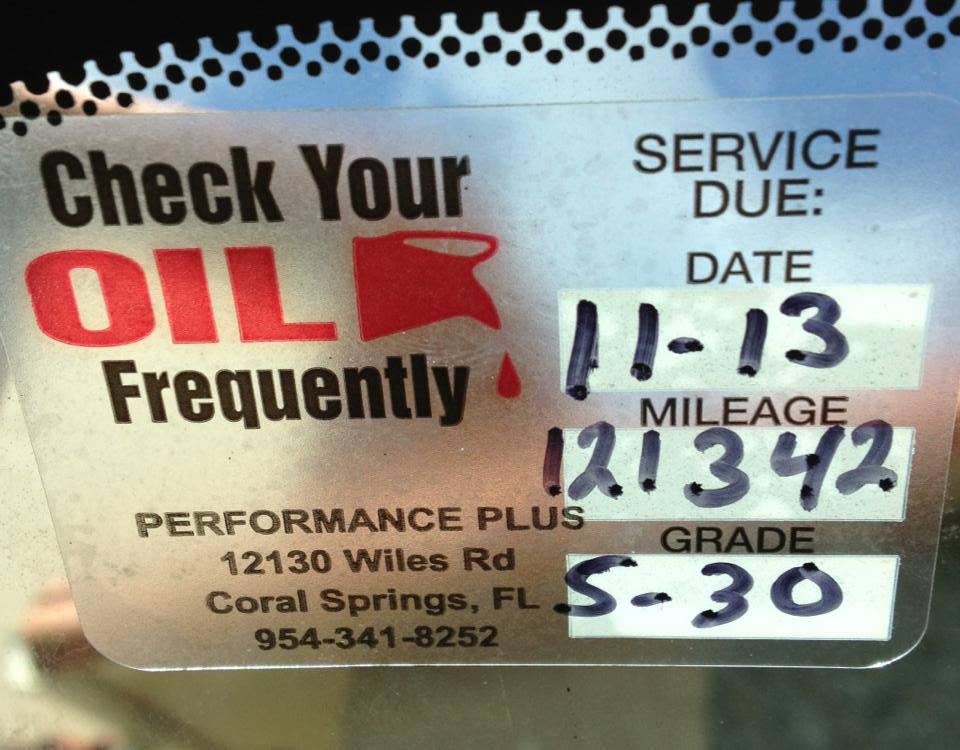 Check Your
OIL
Frequently
PERFORMANCE PLUS
12130 Wiles Rd
Coral Springs, FL
954-341-8252
SERVICE
DUE:
DATE
11-13
MILEAGE
121342
GRADE
5-30